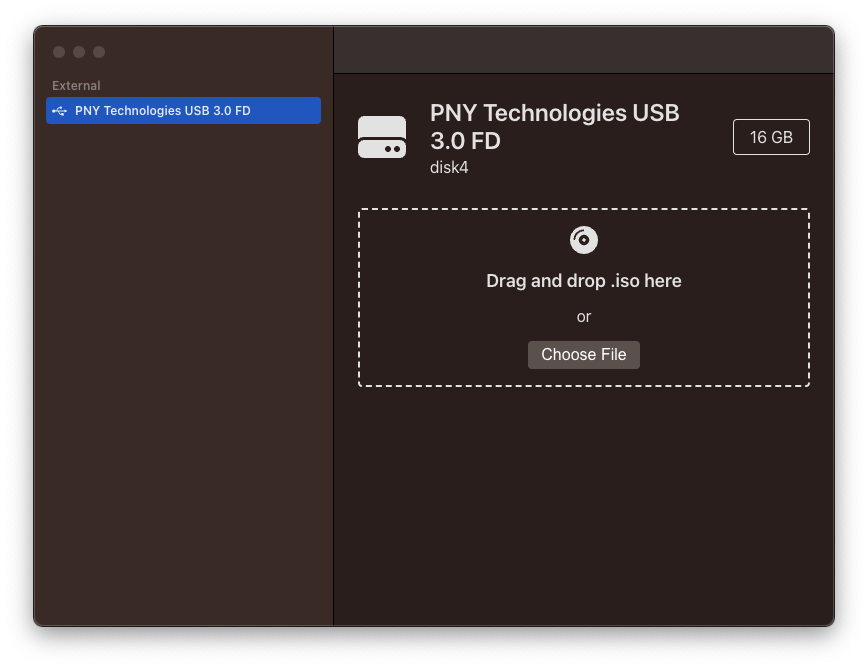 External
PNY Technologies USB 3.0 FD
PNY Technologies USB
3.0 FD
disk4
16 GB
Drag and drop .iso here
or
Choose File